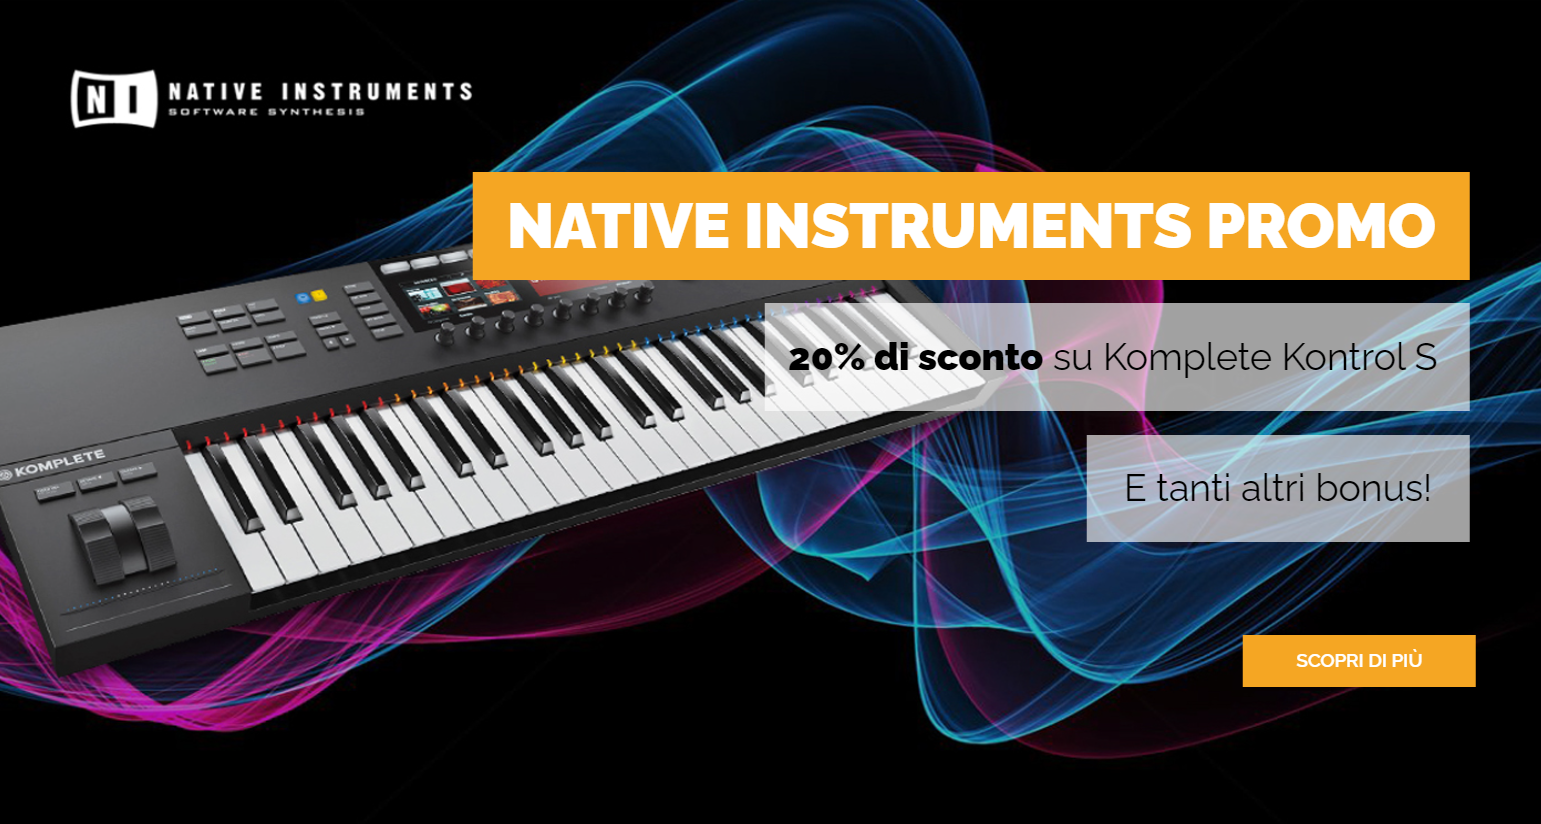 NATIVE INSTRUMENTS
SOFTWARE SYNTHESIS
NATIVE INSTRUMENTS PROMO
20% di sconto su Komplete Kontrol S
E tanti altri bonus!
SCOPRI DI PIÙ
NI
KOMPLETE